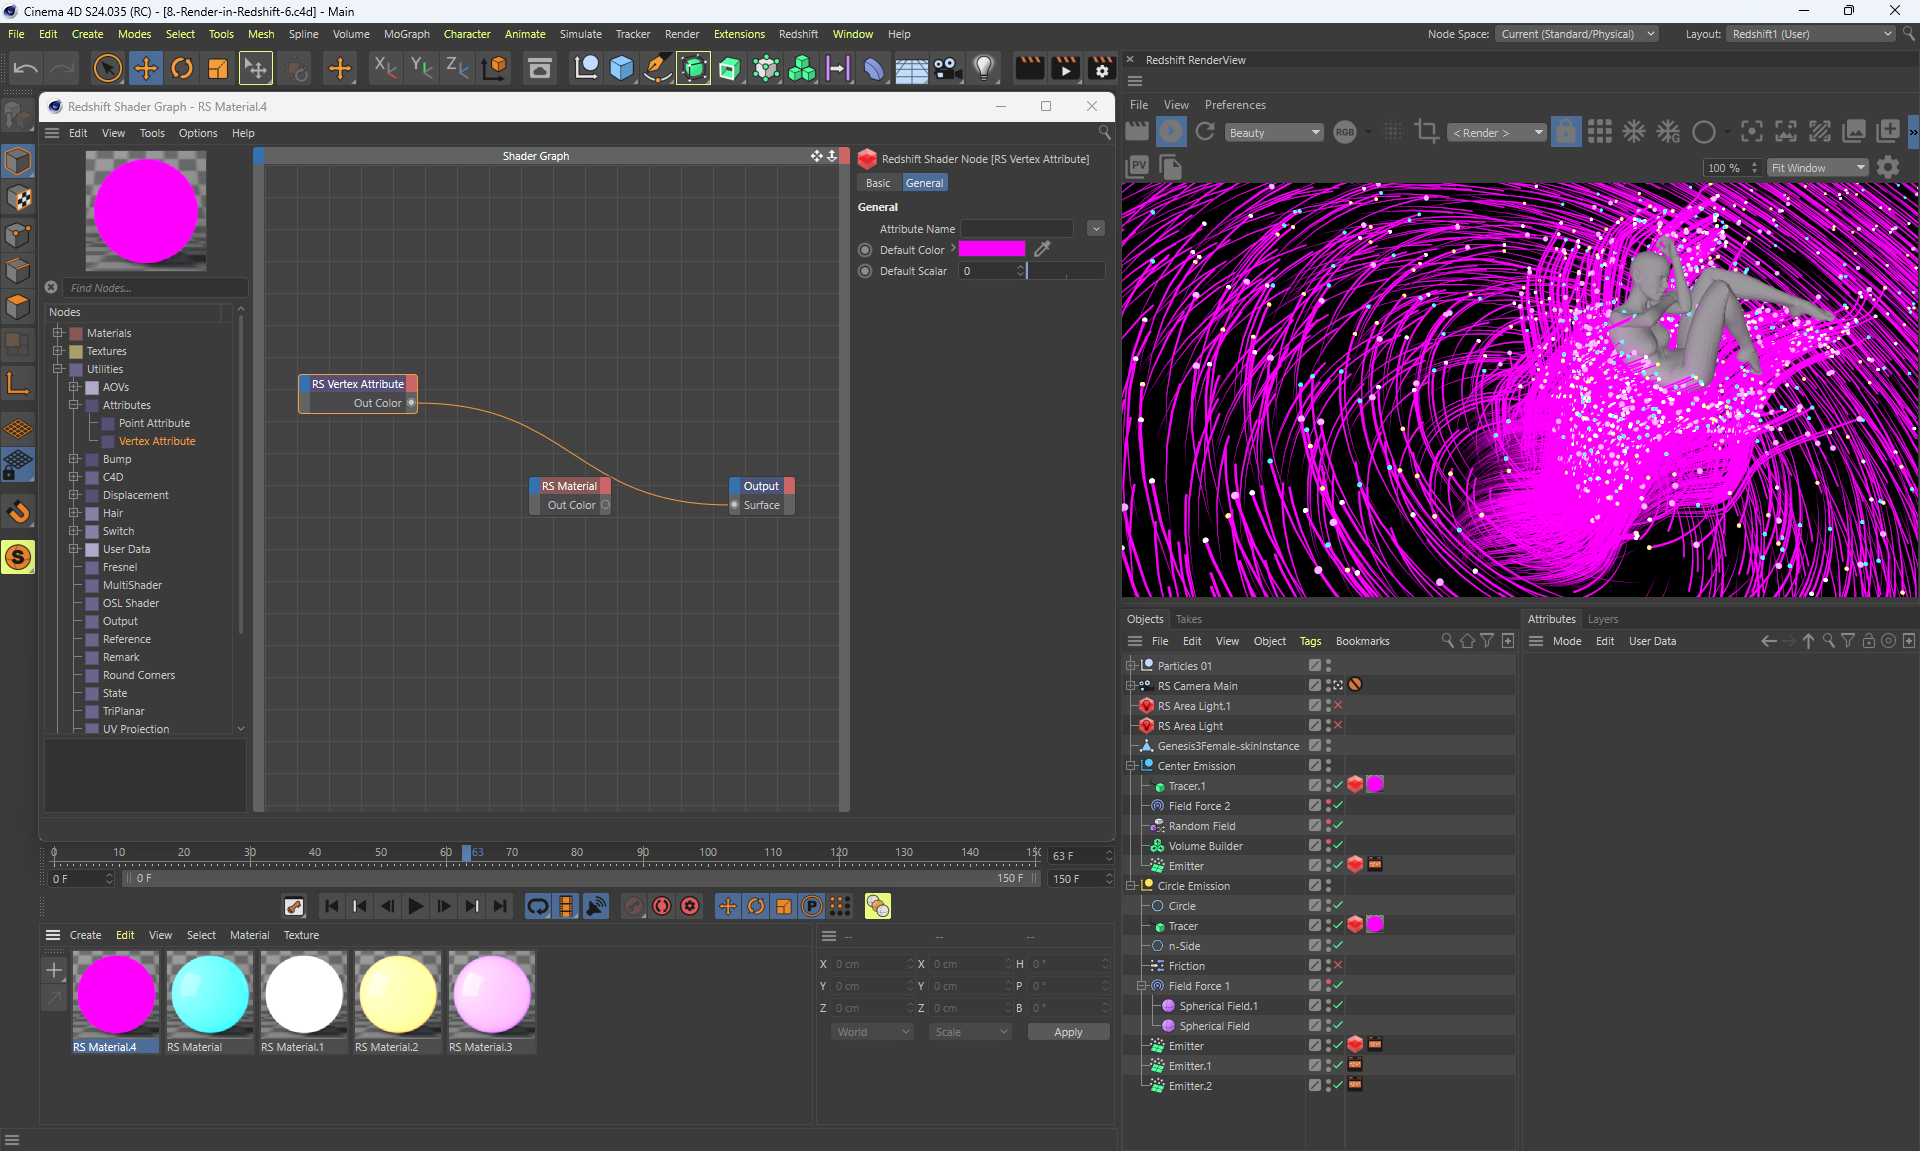 Cinema 4D S24.035 (RC) - [8.-Render-in-Redshift-6.c4d] - Main
File Edit Create Modes Select Tools Mesh Spline Volume MoGraph Character Animate Simulate Tracker Render Extensions Redshift Window Help
Node Space: Current (Standard/Physical) Layout: Redshift1 (User)
Redshift RenderView
Redshift Shader Graph - RS Material.4
File View Preferences
Edit View Tools Options Help
Beauty RGB < Render >
Shader Graph
Redshift Shader Node [RS Vertex Attribute]
PV 100 % Fit Window
Basic General
General
Attribute Name
Default Color
Default Scalar 0
Find Nodes...
Nodes
Materials
Textures
Utilities
AOVs
Attributes
Point Attribute
Vertex Attribute
Bump
C4D
Displacement
Hair
Switch
User Data
Fresnel
MultiShader
OSL Shader
Output
Reference
Remark
Round Corners
State
TriPlanar
UV Projection
RS Vertex Attribute
Out Color
RS Material
Out Color
Output
Surface
Objects Takes
File Edit View Object Tags Bookmarks
Particles 01
RS Camera Main
RS Area Light.1
RS Area Light
Genesis3Female-skinInstance
Center Emission
Tracer.1
Field Force 2
Random Field
Volume Builder
Emitter
Circle Emission
Circle
Tracer
n-Side
Friction
Field Force 1
Spherical Field.1
Spherical Field
Emitter
Emitter.1
Emitter.2
Attributes Layers
Mode Edit User Data
0 10 20 30 40 50 60 63 70 80 90 100 110 120 130 140 150 63 F
0 F 0 F 150 F 150 F
Create Edit View Select Material Texture
RS Material.4 RS Material RS Material.1 RS Material.2 RS Material.3
-- -- --
X 0 cm X 0 cm H 0 °
Y 0 cm Y 0 cm P 0 °
Z 0 cm Z 0 cm B 0 °
World Scale Apply